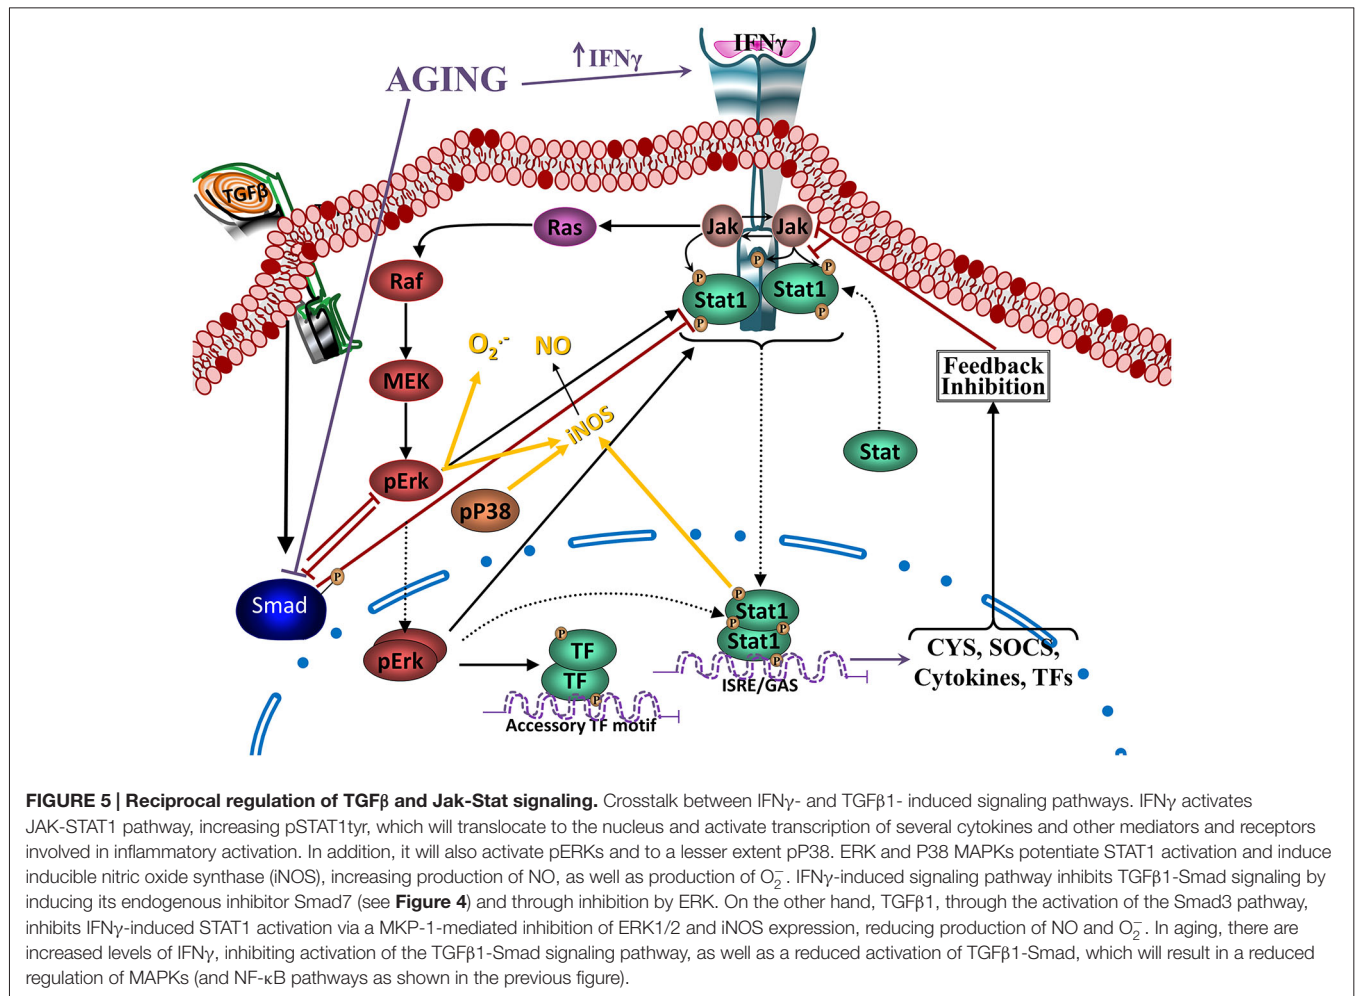 IFNγ
↑IFNγ
AGING
TGFβ
Ras
Jak
Jak
Raf
P
P
P
Stat1
Stat1
P
P
O₂·-
NO
MEK
Feedback
Inhibition
iNOS
Stat
pErk
pP38
P
Smad
P
Stat1
P
P
Stat1
P
CYS, SOCS,
Cytokines, TFs
pErk
P
TF
TF
P
ISRE/GAS
Accessory TF motif
FIGURE 5 | Reciprocal regulation of TGFβ and Jak-Stat signaling. Crosstalk between IFNγ- and TGFβ1- induced signaling pathways. IFNγ activates
JAK-STAT1 pathway, increasing pSTAT1tyr, which will translocate to the nucleus and activate transcription of several cytokines and other mediators and receptors
involved in inflammatory activation. In addition, it will also activate pERKs and to a lesser extent pP38. ERK and P38 MAPKs potentiate STAT1 activation and induce
inducible nitric oxide synthase (iNOS), increasing production of NO, as well as production of O₂⁻. IFNγ-induced signaling pathway inhibits TGFβ1-Smad signaling by
inducing its endogenous inhibitor Smad7 (see Figure 4) and through inhibition by ERK. On the other hand, TGFβ1, through the activation of the Smad3 pathway,
inhibits IFNγ-induced STAT1 activation via a MKP-1-mediated inhibition of ERK1/2 and iNOS expression, reducing production of NO and O₂⁻. In aging, there are
increased levels of IFNγ, inhibiting activation of the TGFβ1-Smad signaling pathway, as well as a reduced activation of TGFβ1-Smad, which will result in a reduced
regulation of MAPKs (and NF-κB pathways as shown in the previous figure).